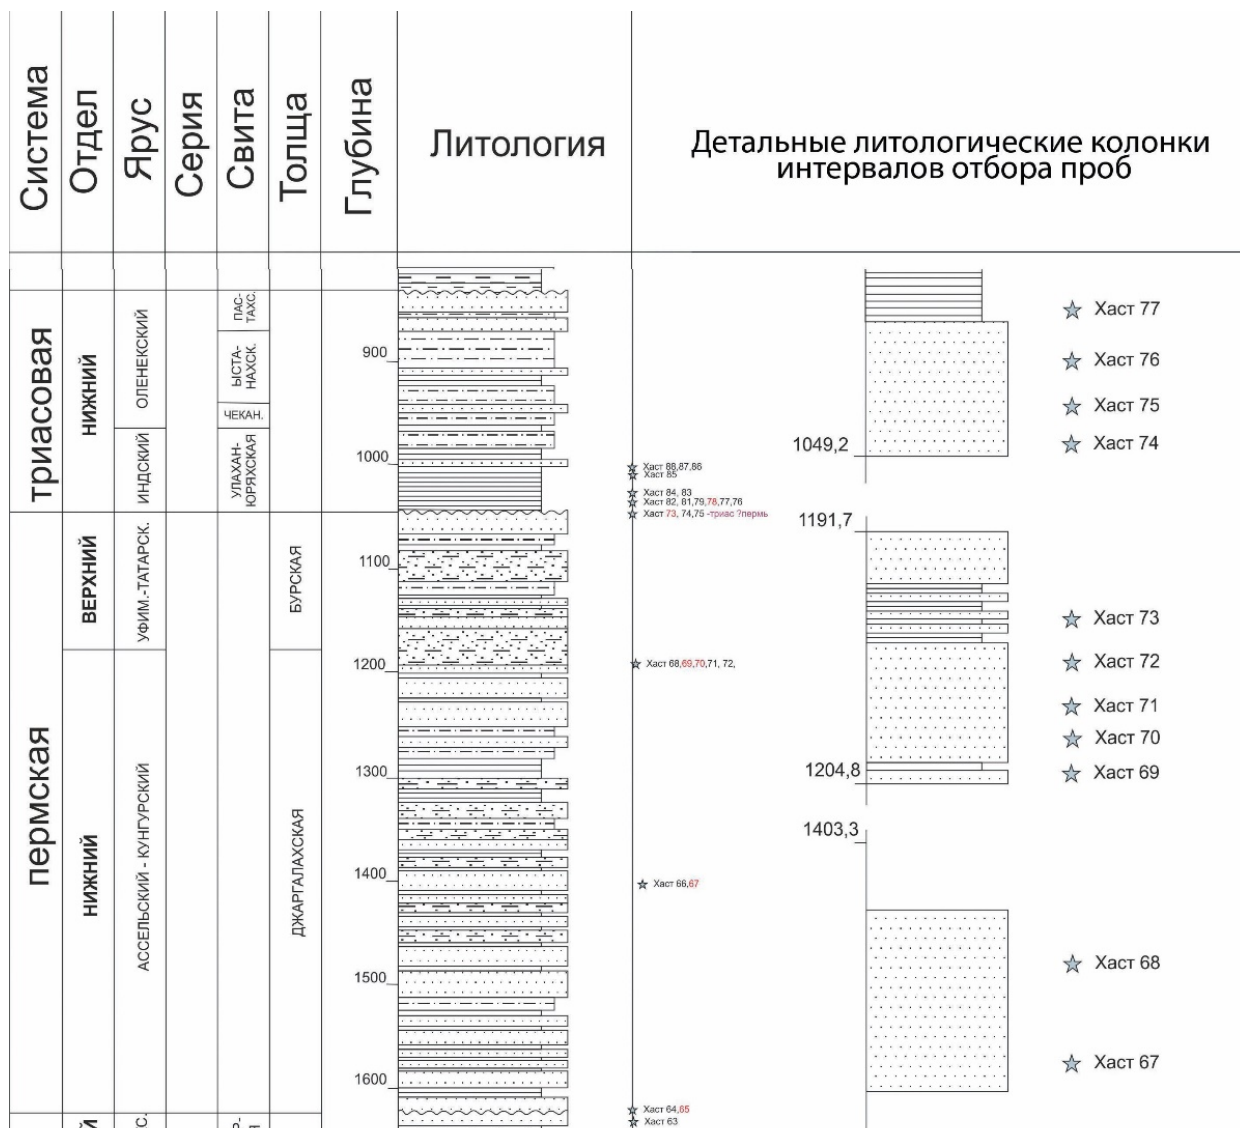 Система
Отдел
Ярус
Серия
Свита
Толща
Глубина
Литология
Детальные литологические колонки
интервалов отбора проб
триасовая
пермская
НИЖНИЙ
ВЕРХНИЙ
НИЖНИЙ
ОЛЕНЕКСКИЙ
ИНДСКИЙ
УФИМ.-ТАТАРСК.
АССЕЛЬСКИЙ - КУНГУРСКИЙ
ПАС-
ТАХС.
ЫСТА-
НАХСК.
ЧЕКАН.
УЛАХАН-
ЮРЯХСКАЯ
БУРСКАЯ
ДЖАРГАЛАХСКАЯ
900
1000
1100
1200
1300
1400
1500
1600
Хаст 88,87,86
Хаст 85
Хаст 84, 83
Хаст 82, 81,79,78,77,76
Хаст 73, 74,75 -триас ?пермь
Хаст 68,69,70,71, 72,
Хаст 66,67
Хаст 64,65
Хаст 63
Хаст 77
Хаст 76
Хаст 75
Хаст 74
1049,2
1191,7
Хаст 73
Хаст 72
Хаст 71
Хаст 70
Хаст 69
1204,8
1403,3
Хаст 68
Хаст 67